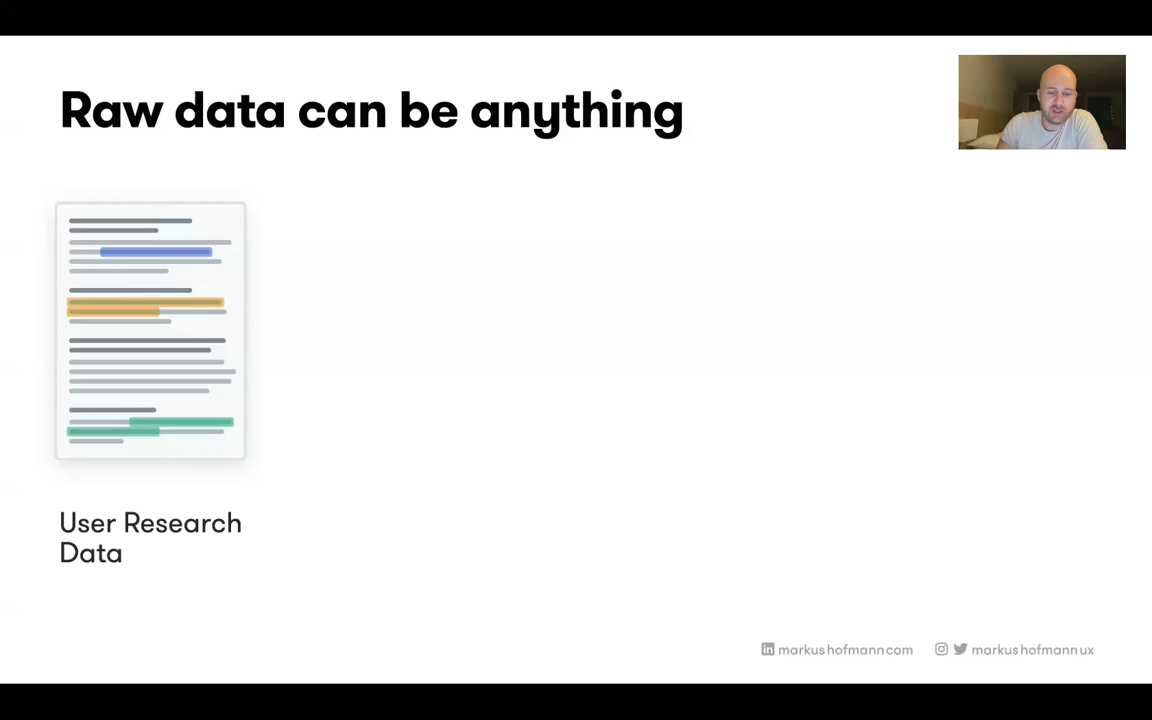 Raw data can be anything
User Research
Data
markushofmanncom
markushofmannux